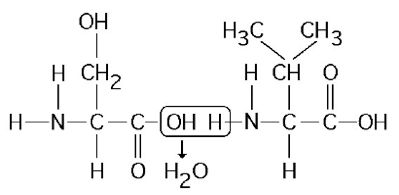 OH
H₃C CH₃
H CH₂ H CH O
H–N–C–C–OH H–N–C–C–OH
H O H
H₂O